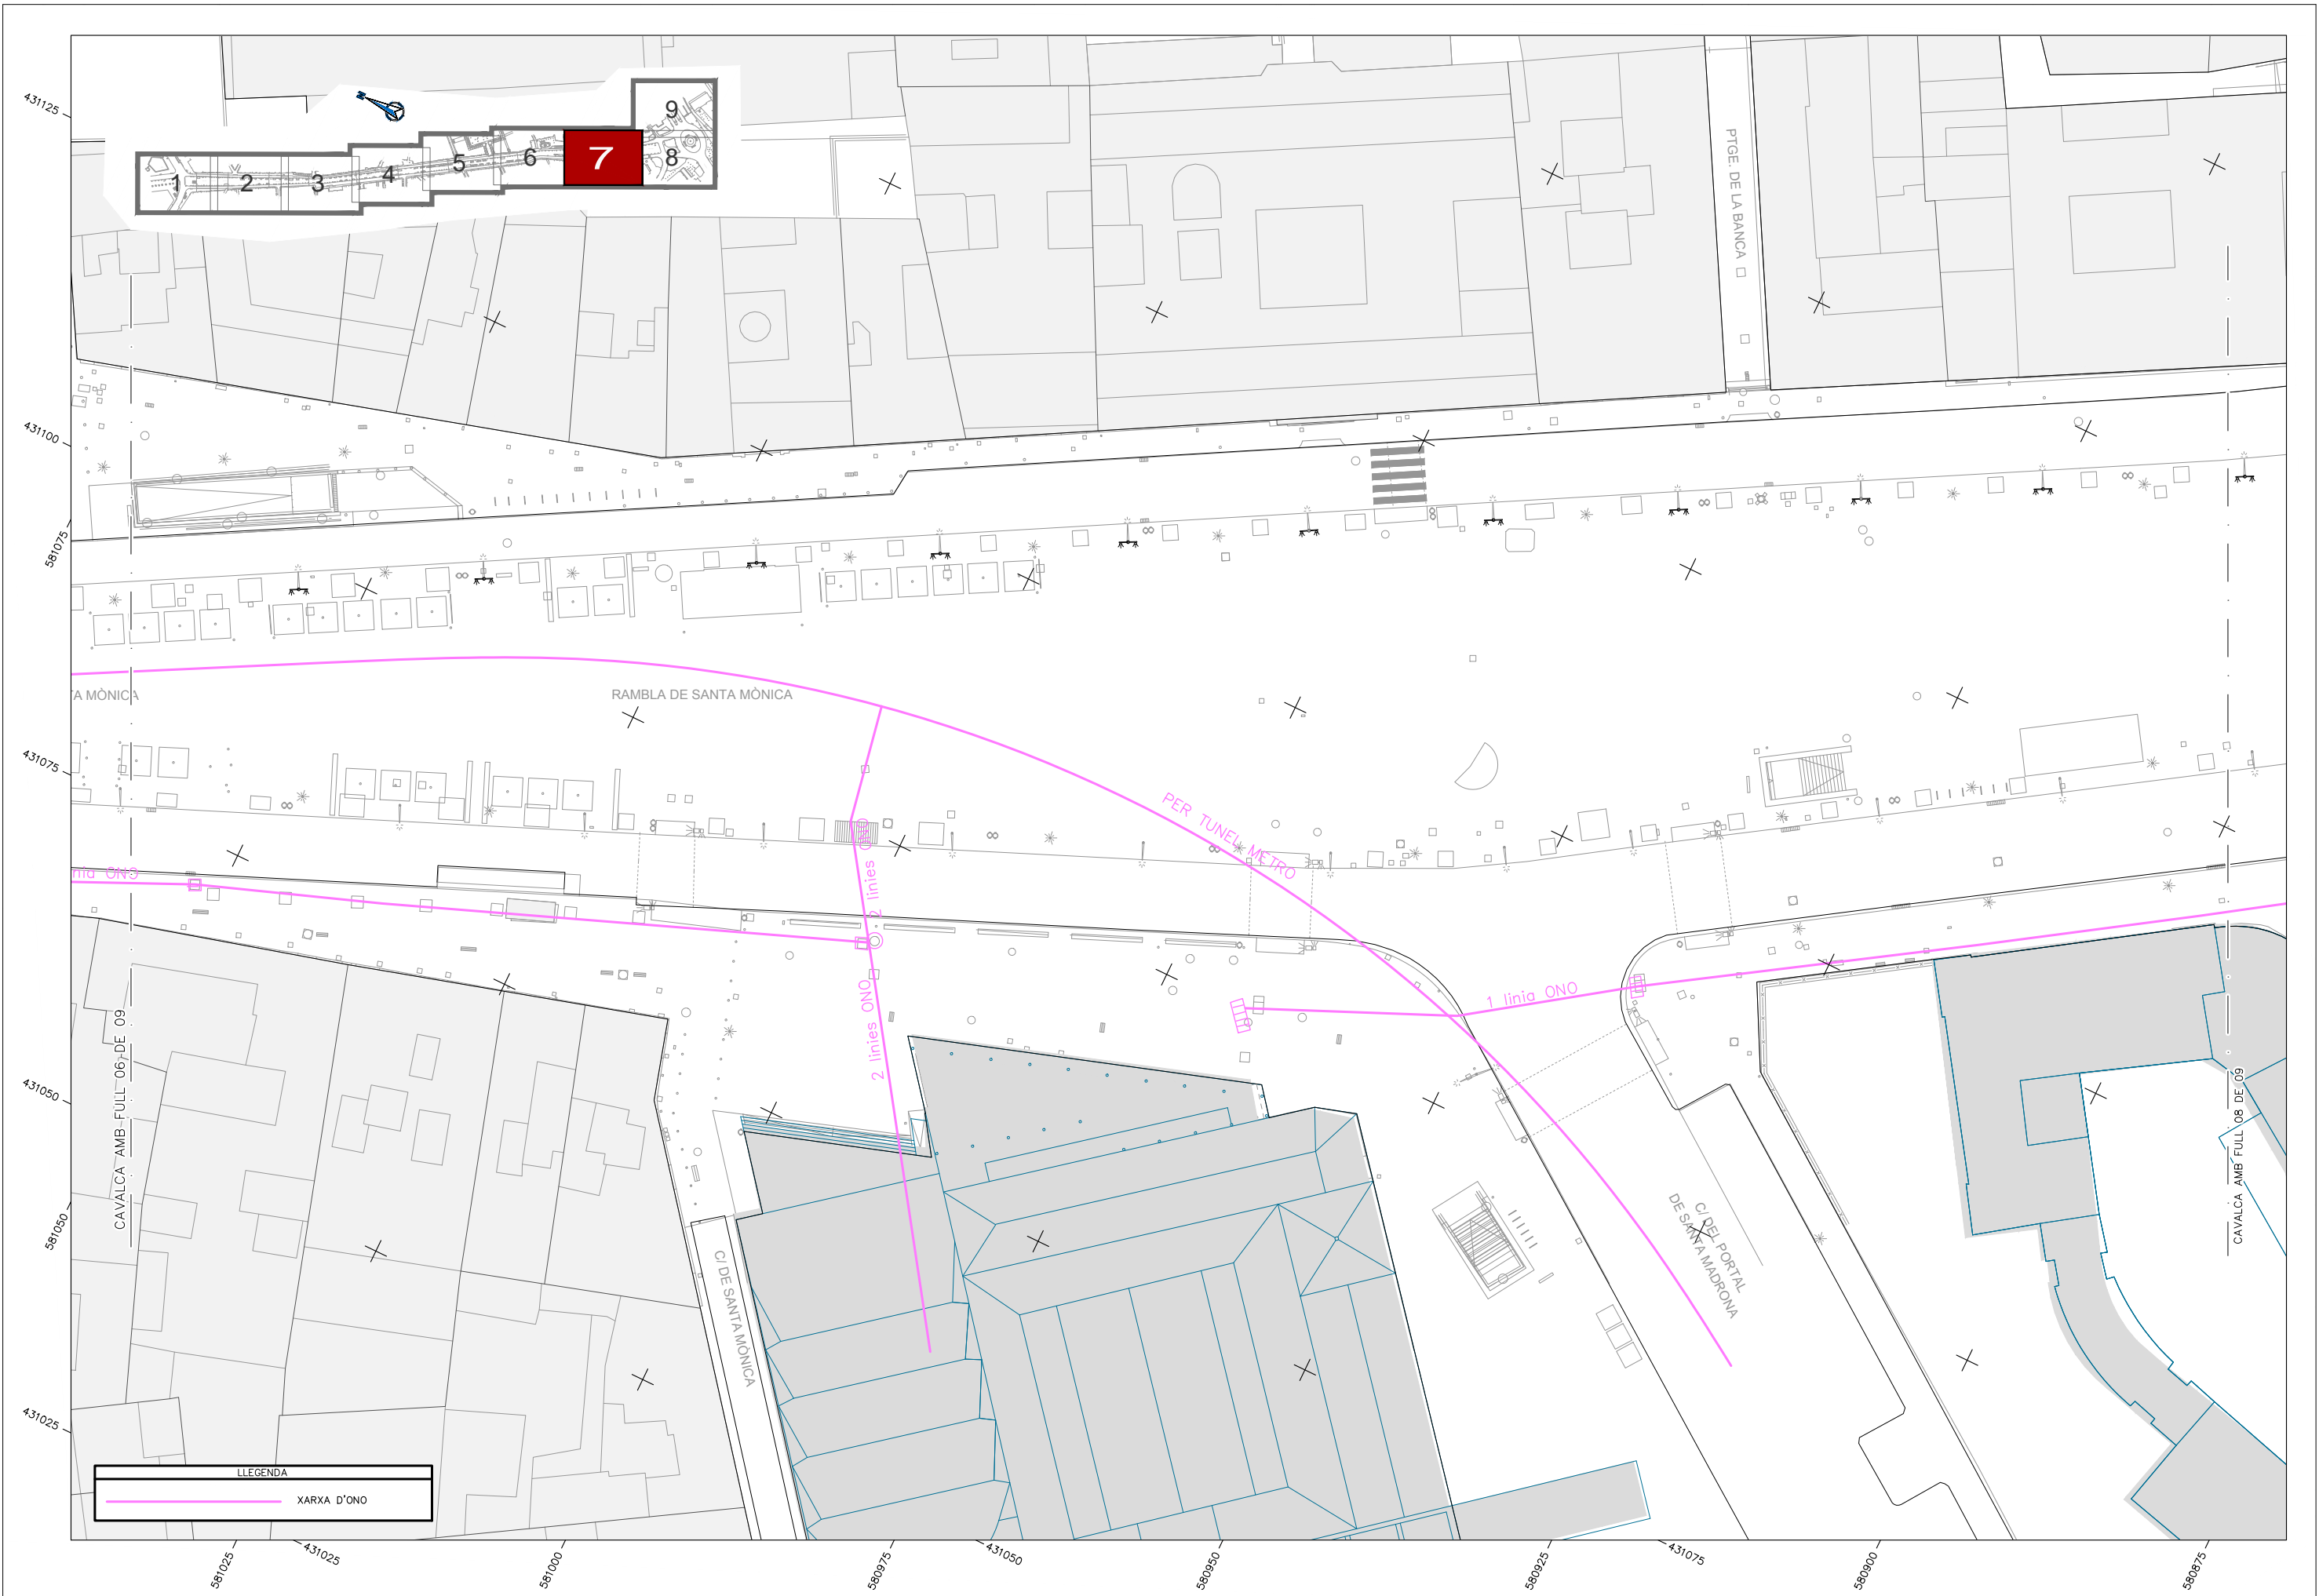 431125
9
5
6
7
8
4
1
2
3
PTGE. DE LA BANCA
431100
581075
TA MÒNICA
RAMBLA DE SANTA MÒNICA
431075
PER TUNEL METRO
nia ONO
2 línies ONO
2 línies ONO
1 línia ONO
CAVALCA AMB FULL 06 DE 09
431050
581050
CAVALCA AMB FULL 08 DE 09
C/ DEL PORTAL
DE SANTA MADRONA
C/ DE SANTA MÒNICA
431025
LLEGENDA
XARXA D'ONO
581025
431025
581000
580975
431050
580950
580925
431075
580900
580875